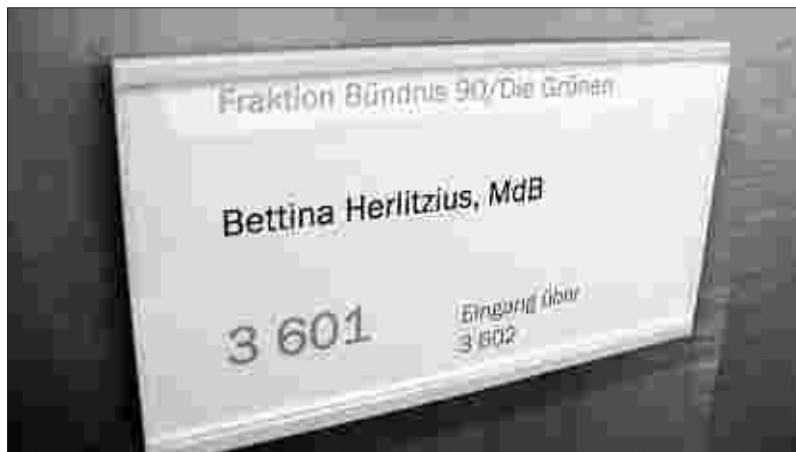 Fraktion Bündnis 90/Die Grünen
Bettina Herlitzius, MdB
3 601
Eingang über
3 602